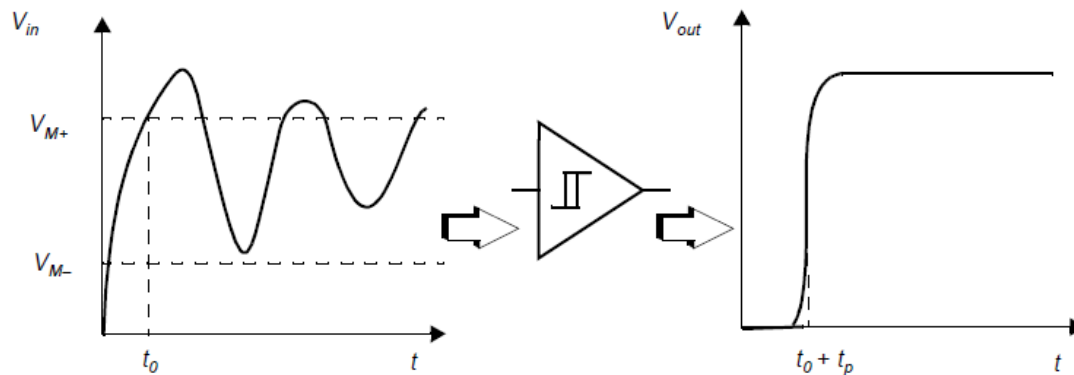 V_in
V_M+
V_M–
t_0
t
V_out
t_0 + t_p
t